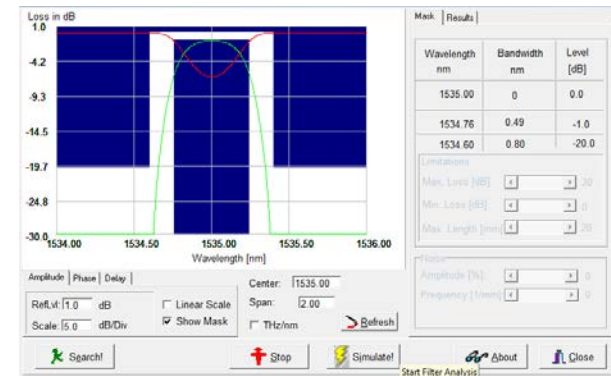 Loss in dB
1.0
-4.2
-9.3
-14.5
-19.7
-24.8
-30.0
1534.00 1534.50 1535.00 1535.50 1536.00
Wavelength [nm]
Mask Results
Wavelength nm Bandwidth nm Level [dB]
1535.00 0 0.0
1534.76 0.49 -1.0
1534.60 0.80 -20.0
Limitations
Max. Loss [dB] 20
Min. Loss [dB] 0
Max. Length [mm] 20
Noise
Amplitude [%] 0
Frequency [1/mm] 0
Amplitude Phase Delay
RefLvl: 1.0 dB
Scale: 5.0 dB/Div
Linear Scale
Show Mask
Center: 1535.00
Span: 2.00
THz/nm
Refresh
Search! Stop Simulate! About Close
Start Filter Analysis